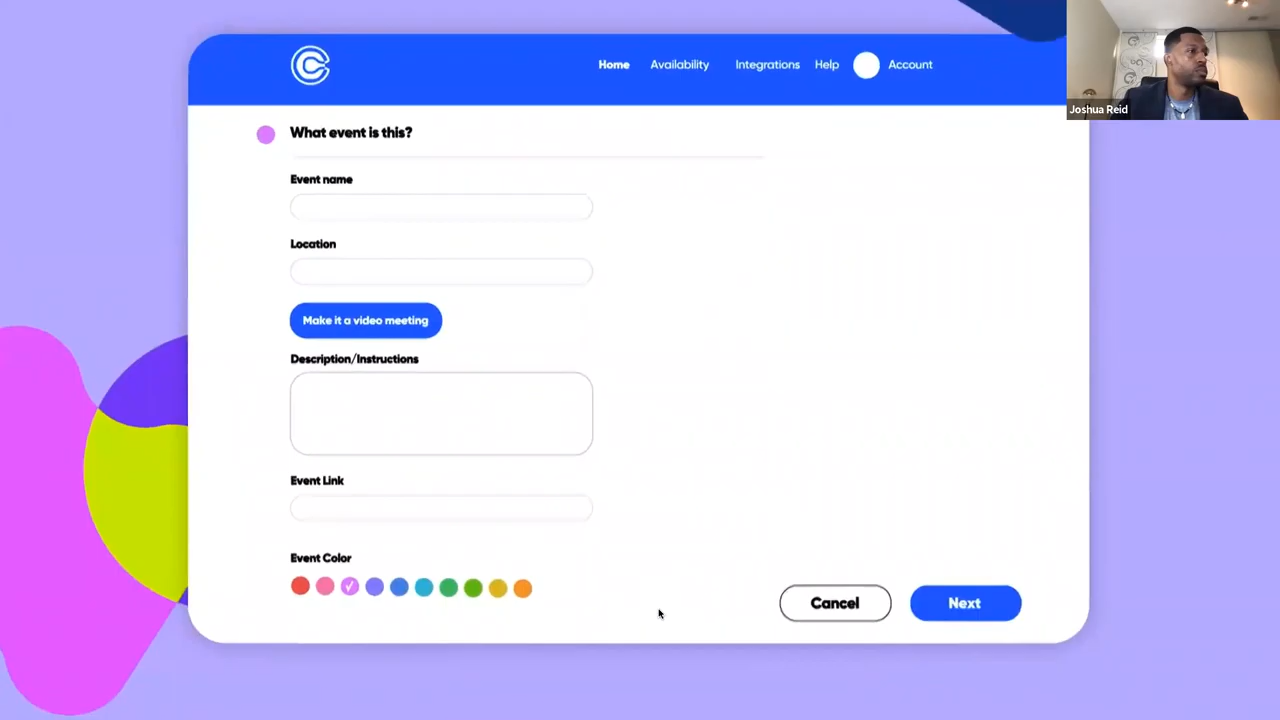 Home Availability Integrations Help Account
Joshua Reid
What event is this?
Event name
Location
Make it a video meeting
Description/Instructions
Event Link
Event Color
Cancel Next